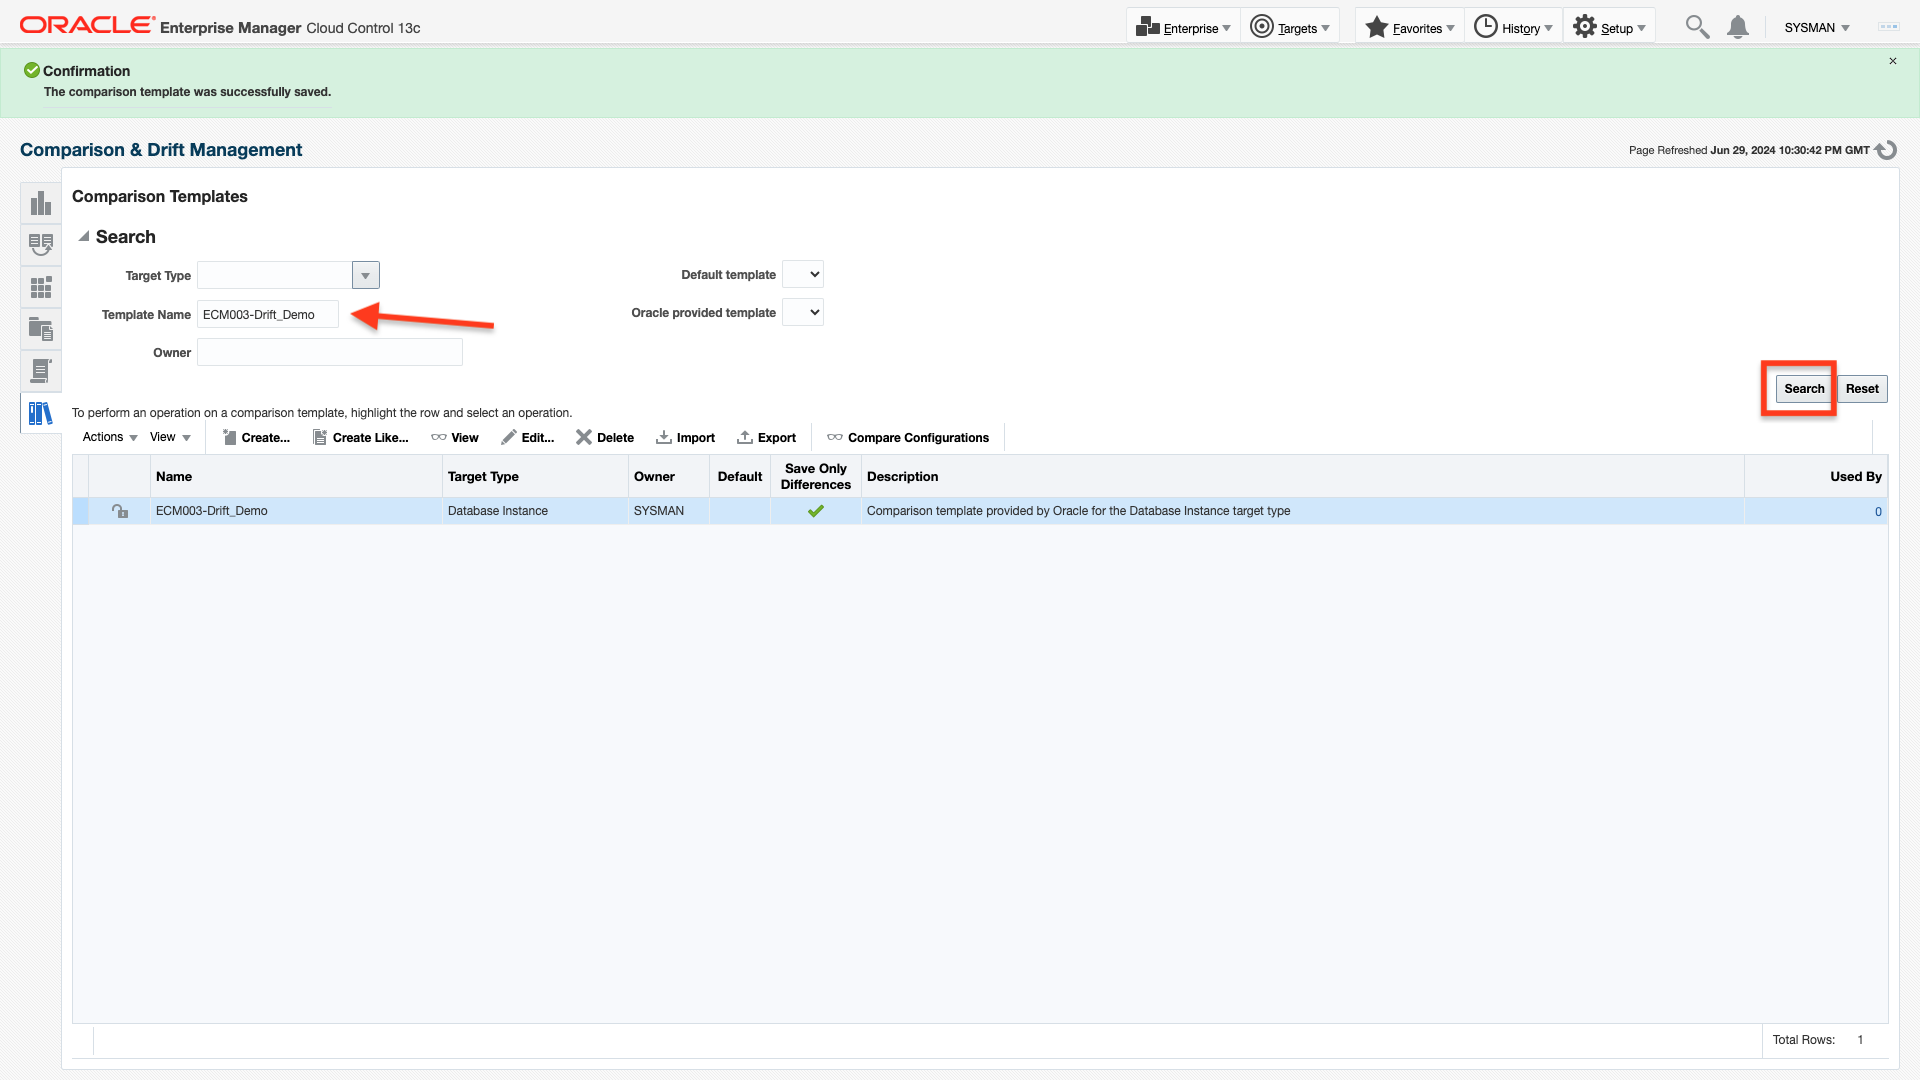 ORACLE Enterprise Manager Cloud Control 13c
Enterprise Targets Favorites History Setup SYSMAN
Confirmation
The comparison template was successfully saved.
Comparison & Drift Management
Page Refreshed Jun 29, 2024 10:30:42 PM GMT
Comparison Templates
Search
Target Type
Default template
Template Name ECM003-Drift_Demo
Oracle provided template
Owner
Search Reset
To perform an operation on a comparison template, highlight the row and select an operation.
Actions View Create... Create Like... View Edit... Delete Import Export Compare Configurations
Name Target Type Owner Default Save Only Differences Description Used By
ECM003-Drift_Demo Database Instance SYSMAN Comparison template provided by Oracle for the Database Instance target type 0
Total Rows: 1